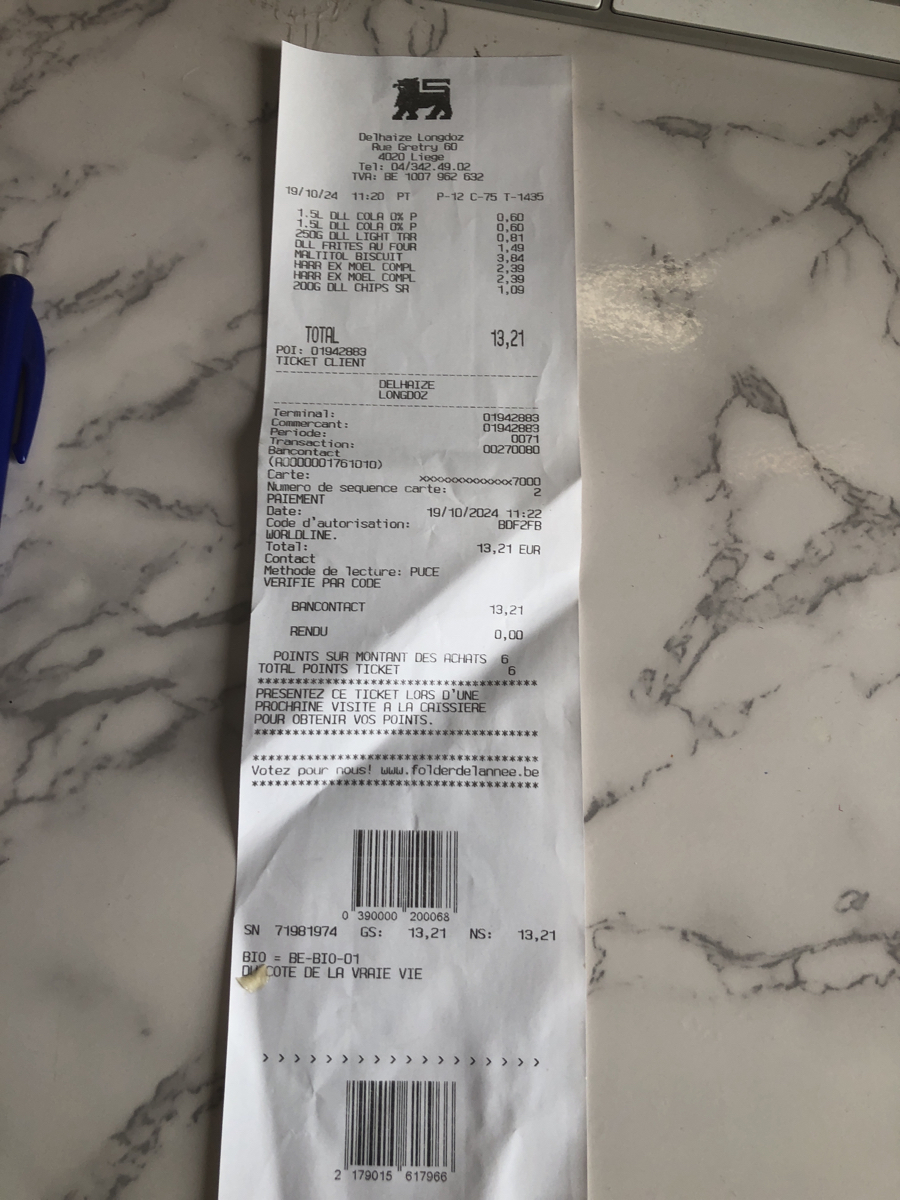 Delhaize Longdoz
Rue Gretry 60
4020 Liege
Tel: 04/342.49.02
TVA: BE 1007 962 632
19/10/24 11:20 PT P-12 C-75 T-1435
1.5L DLL COLA 0% P 0,60
1.5L DLL COLA 0% P 0,60
250G DLL LIGHT TAR 0,81
DLL FRITES AU FOUR 1,49
MALTITOL BISCUIT 3,84
HARR EX MOEL COMPL 2,39
HARR EX MOEL COMPL 2,39
200G DLL CHIPS SR 1,09
TOTAL 13,21
POI: 01942883
TICKET CLIENT
--------------------------------------
DELHAIZE
LONGDOZ
--------------------------------------
Terminal: 01942883
Commercant: 01942883
Periode: 0071
Transaction: 00270080
Bancontact
(A0000001761010)
Carte: xxxxxxxxxxxxx7000
Numero de sequence carte: 2
PAIEMENT
Date: 19/10/2024 11:22
Code d'autorisation: BDF2FB
WORLDLINE.
Total: 13,21 EUR
Contact
Methode de lecture: PUCE
VERIFIE PAR CODE
BANCONTACT 13,21
RENDU 0,00
POINTS SUR MONTANT DES ACHATS 6
TOTAL POINTS TICKET 6
**************************************
PRESENTEZ CE TICKET LORS D'UNE
PROCHAINE VISITE A LA CAISSIERE
POUR OBTENIR VOS POINTS.
**************************************
**************************************
Votez pour nous! www.folderdelannee.be
**************************************
0 390000 200068
SN 71981974 GS: 13,21 NS: 13,21
BIO = BE-BIO-01
COTE DE LA VRAIE VIE
> > > > > > > > > > > > > > > > > >
2 179015 617966